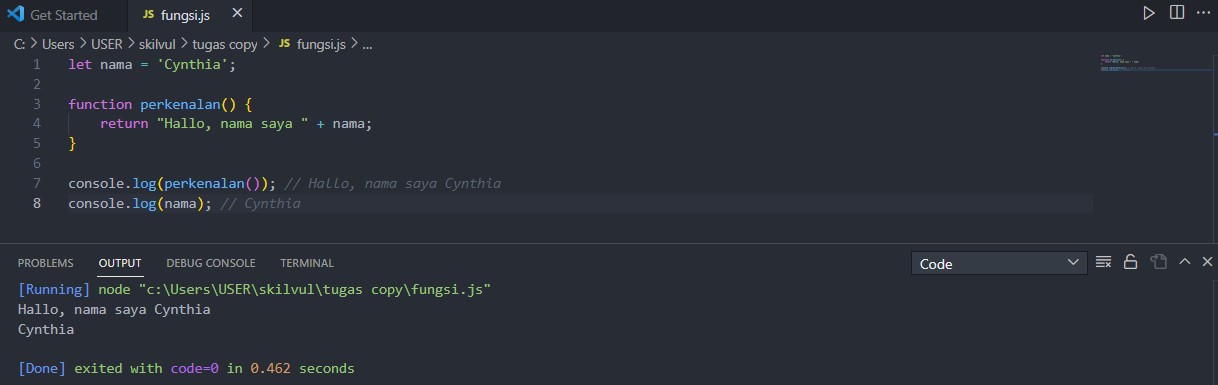 Get Started
JS fungsi.js
C: > Users > USER > skilvul > tugas copy > JS fungsi.js > ...
1 let nama = 'Cynthia';
2
3 function perkenalan() {
4     return "Hallo, nama saya " + nama;
5 }
6
7 console.log(perkenalan()); // Hallo, nama saya Cynthia
8 console.log(nama); // Cynthia
PROBLEMS OUTPUT DEBUG CONSOLE TERMINAL Code
[Running] node "c:\Users\USER\skilvul\tugas copy\fungsi.js"
Hallo, nama saya Cynthia
Cynthia
[Done] exited with code=0 in 0.462 seconds